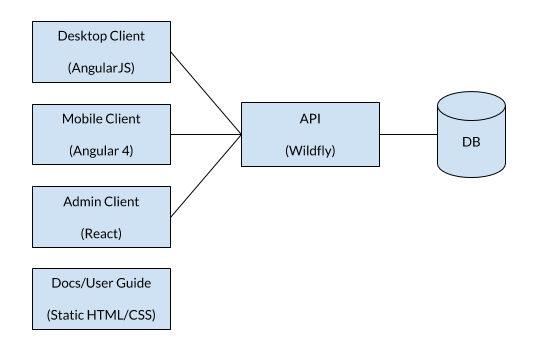 Desktop Client
(AngularJS)
Mobile Client
(Angular 4)
Admin Client
(React)
Docs/User Guide
(Static HTML/CSS)
API
(Wildfly)
DB